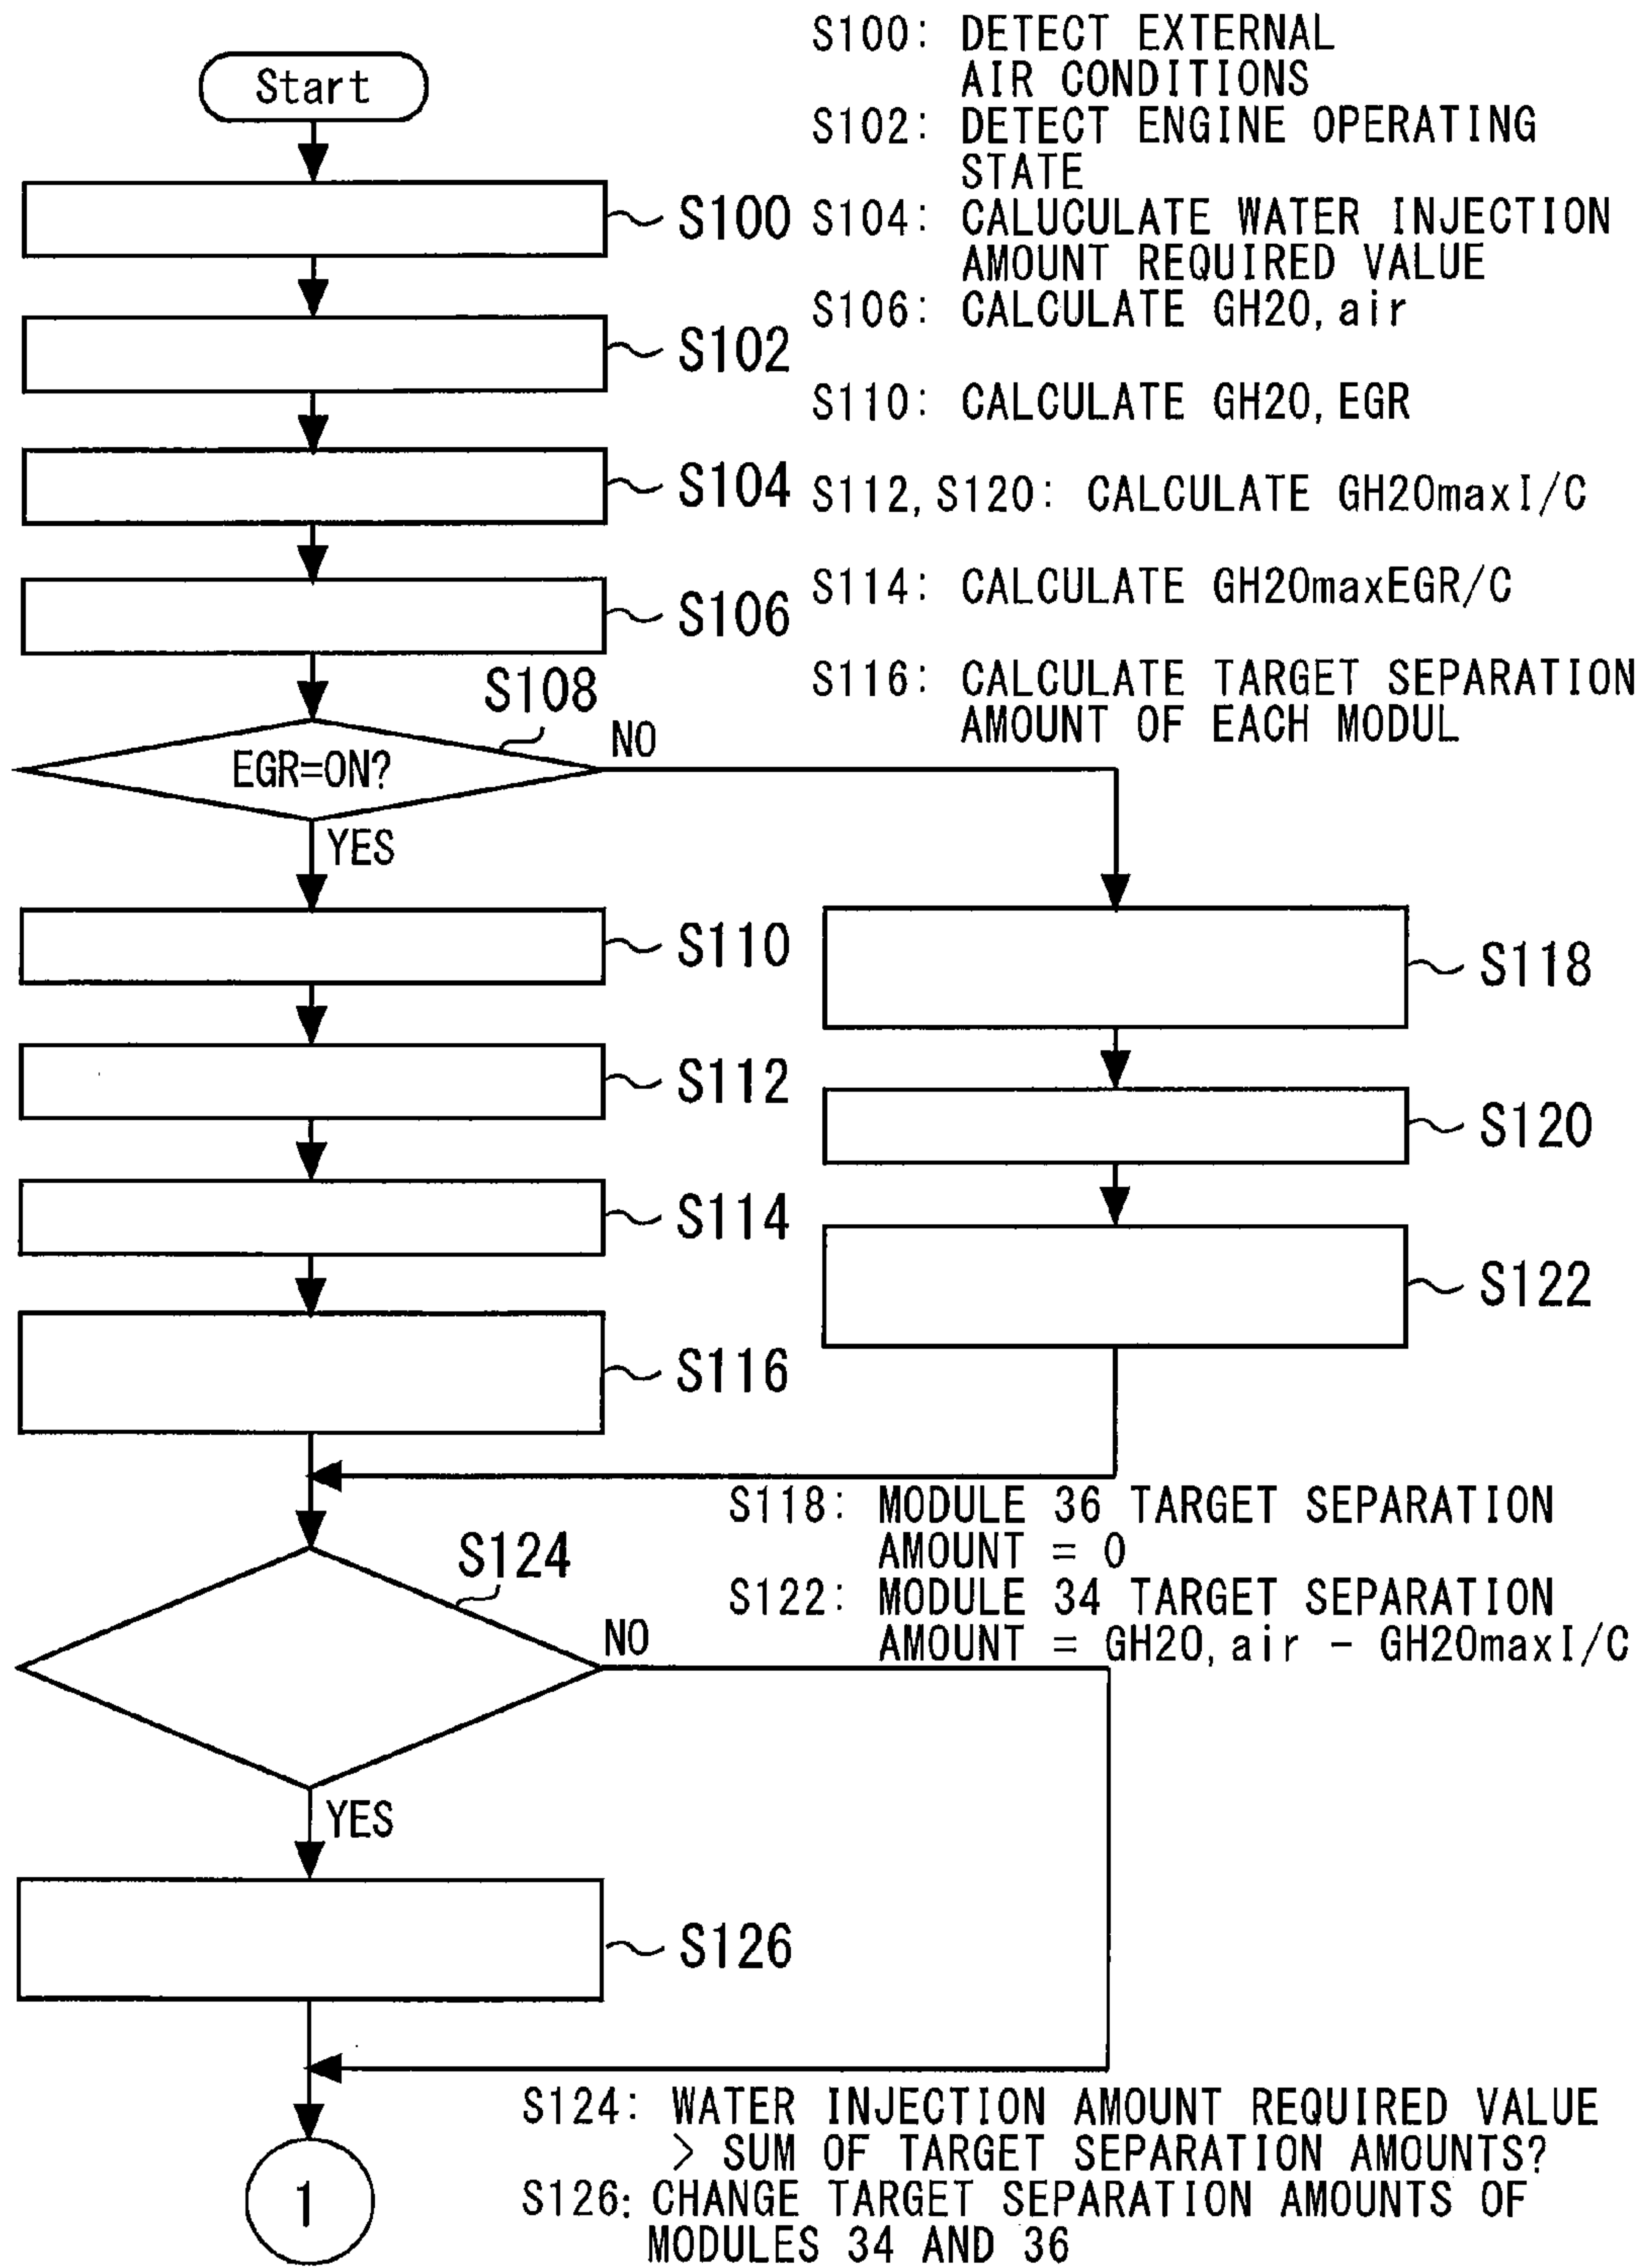 Start
S100
S102
S104
S106
S108
EGR=ON?
NO
YES
S110
S112
S114
S116
S118
S120
S122
S124
NO
YES
S126
1
S100: DETECT EXTERNAL
AIR CONDITIONS
S102: DETECT ENGINE OPERATING
STATE
S104: CALUCULATE WATER INJECTION
AMOUNT REQUIRED VALUE
S106: CALCULATE GH2O,air
S110: CALCULATE GH2O,EGR
S112,S120: CALCULATE GH2OmaxI/C
S114: CALCULATE GH2OmaxEGR/C
S116: CALCULATE TARGET SEPARATION
AMOUNT OF EACH MODUL
S118: MODULE 36 TARGET SEPARATION
AMOUNT = 0
S122: MODULE 34 TARGET SEPARATION
AMOUNT = GH2O,air - GH2OmaxI/C
S124: WATER INJECTION AMOUNT REQUIRED VALUE
> SUM OF TARGET SEPARATION AMOUNTS?
S126: CHANGE TARGET SEPARATION AMOUNTS OF
MODULES 34 AND 36